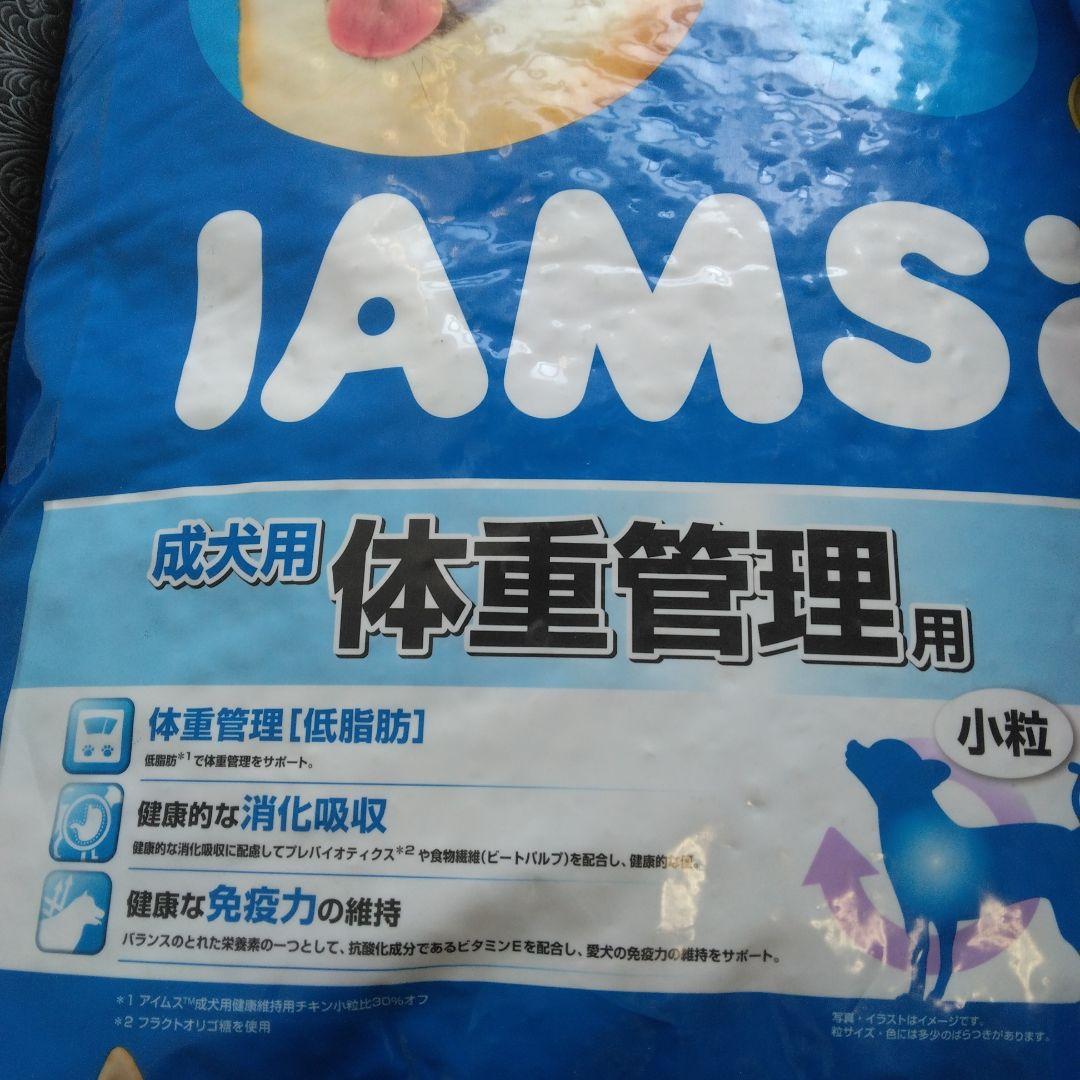 IAMS
成犬用 体重管理用
小粒
体重管理[低脂肪]
低脂肪*1で体重管理をサポート。
健康的な消化吸収
健康的な消化吸収に配慮してプレバイオティクス*2や食物繊維(ビートパルプ)を配合し、健康的な便。
健康な免疫力の維持
バランスのとれた栄養素の一つとして、抗酸化成分であるビタミンEを配合し、愛犬の免疫力の維持をサポート。
*1 アイムス™成犬用健康維持用チキン小粒比30%オフ
*2 フラクトオリゴ糖を使用
写真・イラストはイメージです。
粒サイズ・色には多少のばらつきがあります。